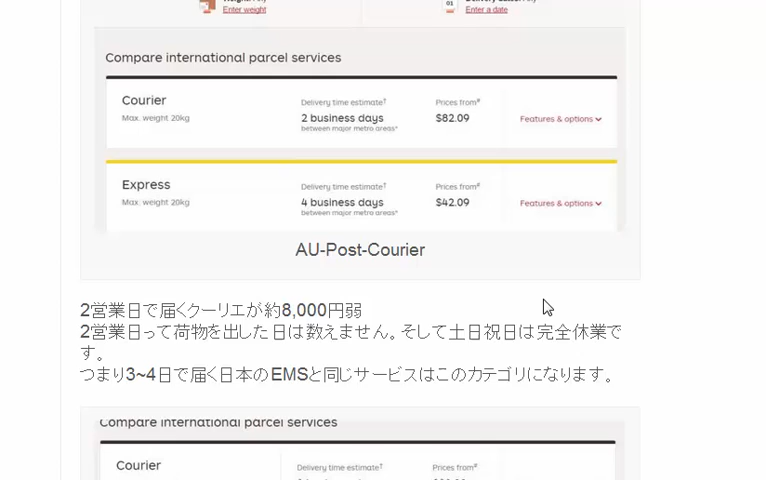 Enter weight
01
Enter a date
Compare international parcel services
Courier
Max. weight 20kg
Delivery time estimate†
2 business days
between major metro areas*
Prices from#
$82.09
Features & options
Express
Max. weight 20kg
Delivery time estimate†
4 business days
between major metro areas*
Prices from#
$42.09
Features & options
AU-Post-Courier
2営業日で届くクーリエが約8,000円弱
2営業日って荷物を出した日は数えません。そして土日祝日は完全休業で
す。
つまり3~4日で届く日本のEMSと同じサービスはこのカテゴリになります。
Compare international parcel services
Courier
Delivery time estimate†
Prices from#